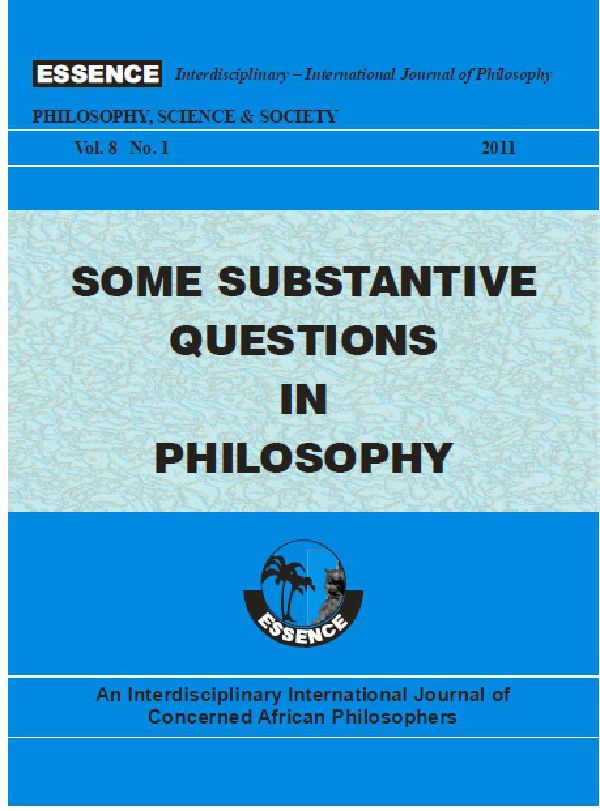 ESSENCE Interdisciplinary – International Journal of Philosophy
PHILOSOPHY, SCIENCE & SOCIETY
Vol. 8 No. 1 2011
SOME SUBSTANTIVE
QUESTIONS
IN
PHILOSOPHY
ESSENCE
An Interdisciplinary International Journal of
Concerned African Philosophers